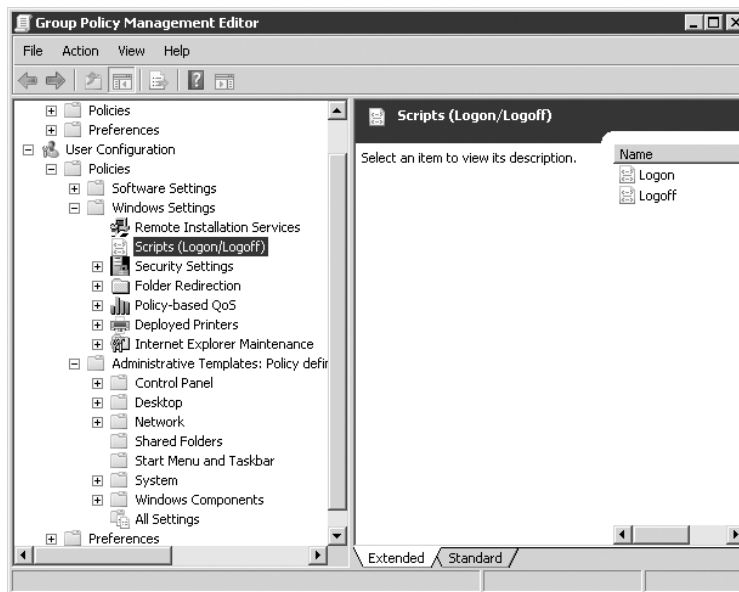 Group Policy Management Editor
File Action View Help
Policies
Preferences
User Configuration
Policies
Software Settings
Windows Settings
Remote Installation Services
Scripts (Logon/Logoff)
Security Settings
Folder Redirection
Policy-based QoS
Deployed Printers
Internet Explorer Maintenance
Administrative Templates: Policy defir
Control Panel
Desktop
Network
Shared Folders
Start Menu and Taskbar
System
Windows Components
All Settings
Preferences
Scripts (Logon/Logoff)
Select an item to view its description.
Name
Logon
Logoff
Extended Standard